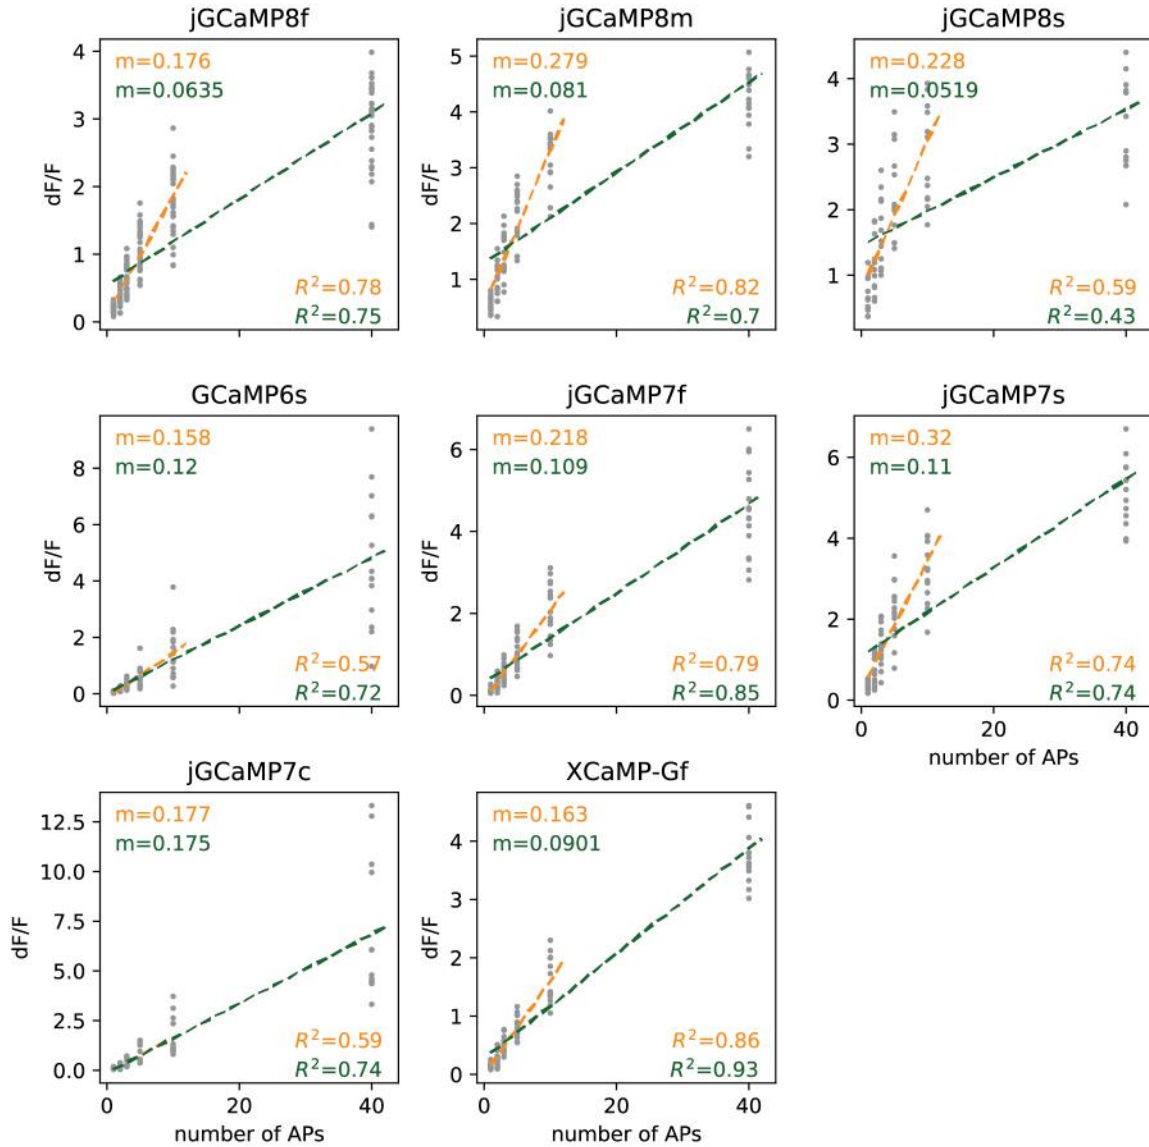 jGCaMP8f
m=0.176
m=0.0635
dF/F
4
3
2
1
0
R²=0.78
R²=0.75
jGCaMP8m
m=0.279
m=0.081
5
4
3
2
1
R²=0.82
R²=0.7
jGCaMP8s
m=0.228
m=0.0519
4
3
2
1
R²=0.59
R²=0.43
GCaMP6s
m=0.158
m=0.12
dF/F
8
6
4
2
0
R²=0.57
R²=0.72
jGCaMP7f
m=0.218
m=0.109
6
4
2
0
R²=0.79
R²=0.85
jGCaMP7s
m=0.32
m=0.11
6
4
2
0
R²=0.74
R²=0.74
0 20 40
number of APs
jGCaMP7c
m=0.177
m=0.175
dF/F
12.5
10.0
7.5
5.0
2.5
0.0
R²=0.59
R²=0.74
0 20 40
number of APs
XCaMP-Gf
m=0.163
m=0.0901
4
3
2
1
0
R²=0.86
R²=0.93
0 20 40
number of APs